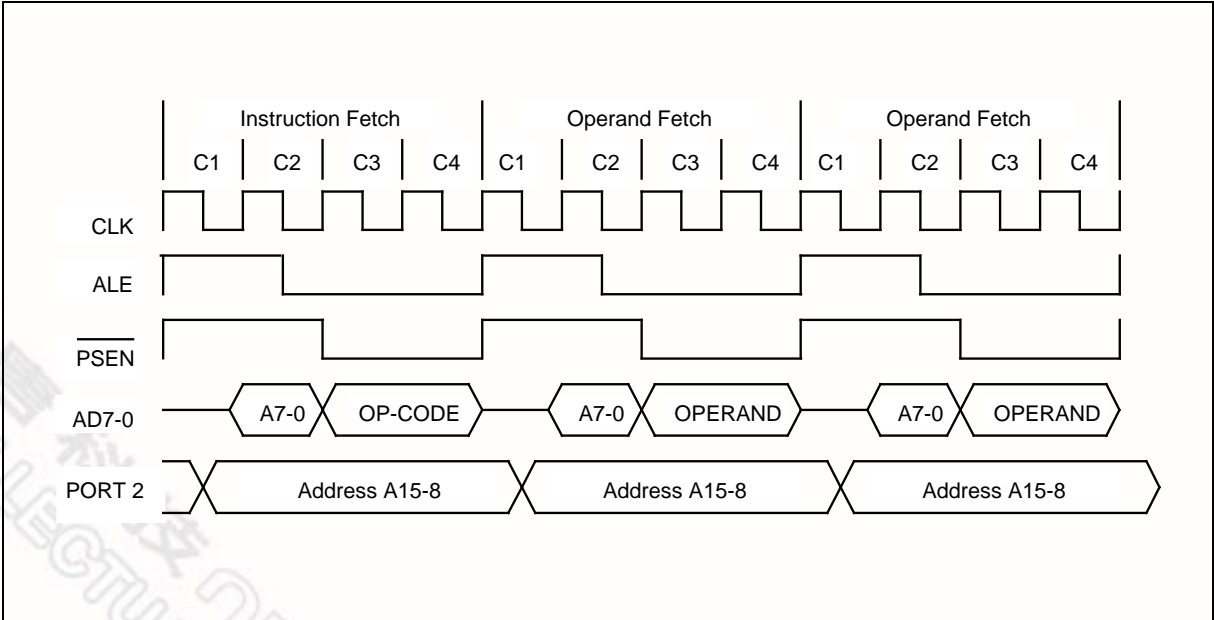 Instruction Fetch Operand Fetch Operand Fetch
C1 C2 C3 C4 C1 C2 C3 C4 C1 C2 C3 C4
CLK
ALE
PSEN
AD7-0 A7-0 OP-CODE A7-0 OPERAND A7-0 OPERAND
PORT 2 Address A15-8 Address A15-8 Address A15-8